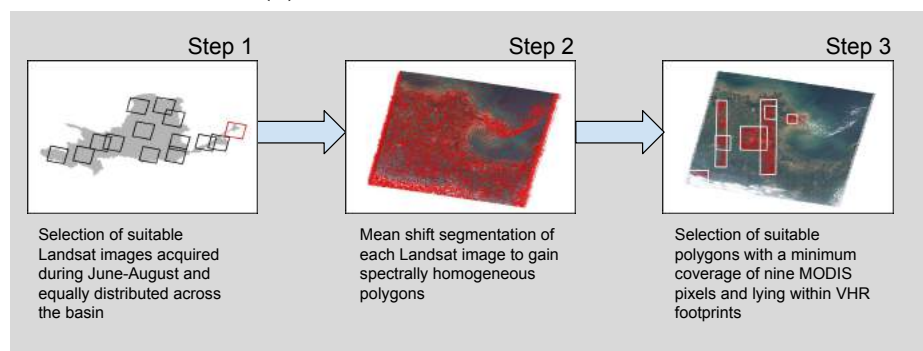 Step 1
Step 2
Step 3
Selection of suitable
Landsat images acquired
during June-August and
equally distributed across
the basin
Mean shift segmentation of
each Landsat image to gain
spectrally homogeneous
polygons
Selection of suitable
polygons with a minimum
coverage of nine MODIS
pixels and lying within VHR
footprints